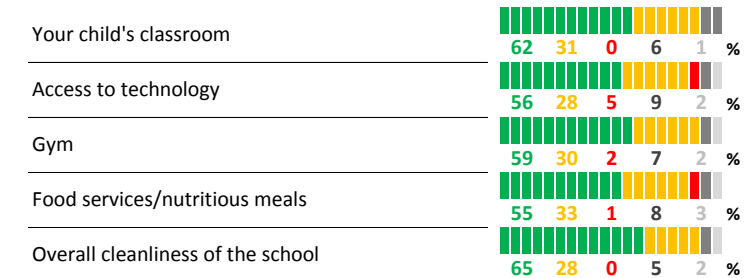 Your child's classroom
62 31 0 6 1 %
Access to technology
56 28 5 9 2 %
Gym
59 30 2 7 2 %
Food services/nutritious meals
55 33 1 8 3 %
Overall cleanliness of the school
65 28 0 5 2 %